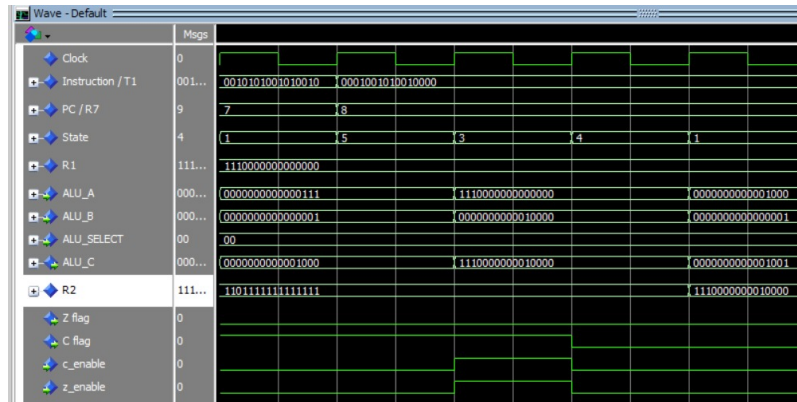 Wave - Default
Msgs
Clock 0
Instruction / T1 001... 0010101001010010 0001001010010000
PC / R7 9 7 8
State 4 1 5 3 4 1
R1 111... 1110000000000000
ALU_A 000... 0000000000000111 1110000000000000 0000000000001000
ALU_B 000... 0000000000000001 0000000000010000 0000000000000001
ALU_SELECT 00 00
ALU_C 000... 0000000000001000 1110000000010000 0000000000001001
R2 111... 1101111111111111 1110000000010000
Z flag 0
C flag 0
c_enable 0
z_enable 0